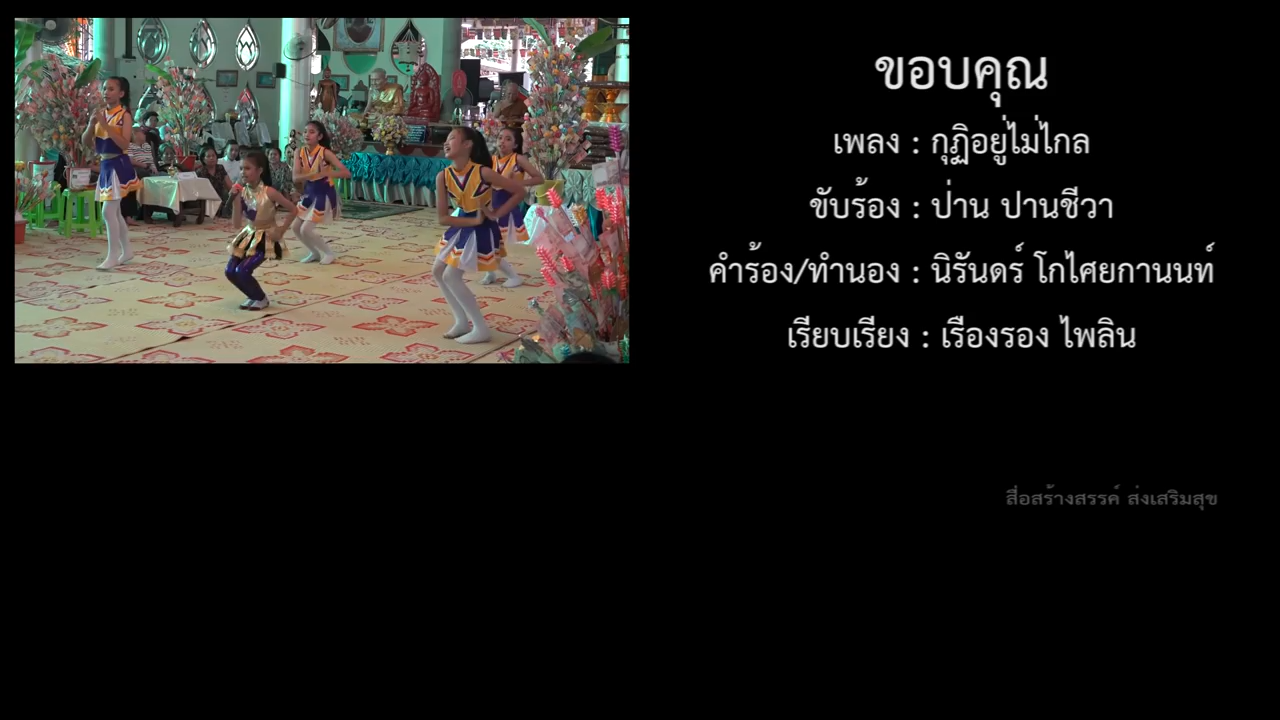 ขอบคุณ
เพลง : กุฏิอยู่ไม่ไกล
ขับร้อง : ป่าน ปานชีวา
คำร้อง/ทำนอง : นิรันดร์ โกไศยกานนท์
เรียบเรียง : เรืองรอง ไพลิน
สื่อสร้างสรรค์ ส่งเสริมสุข